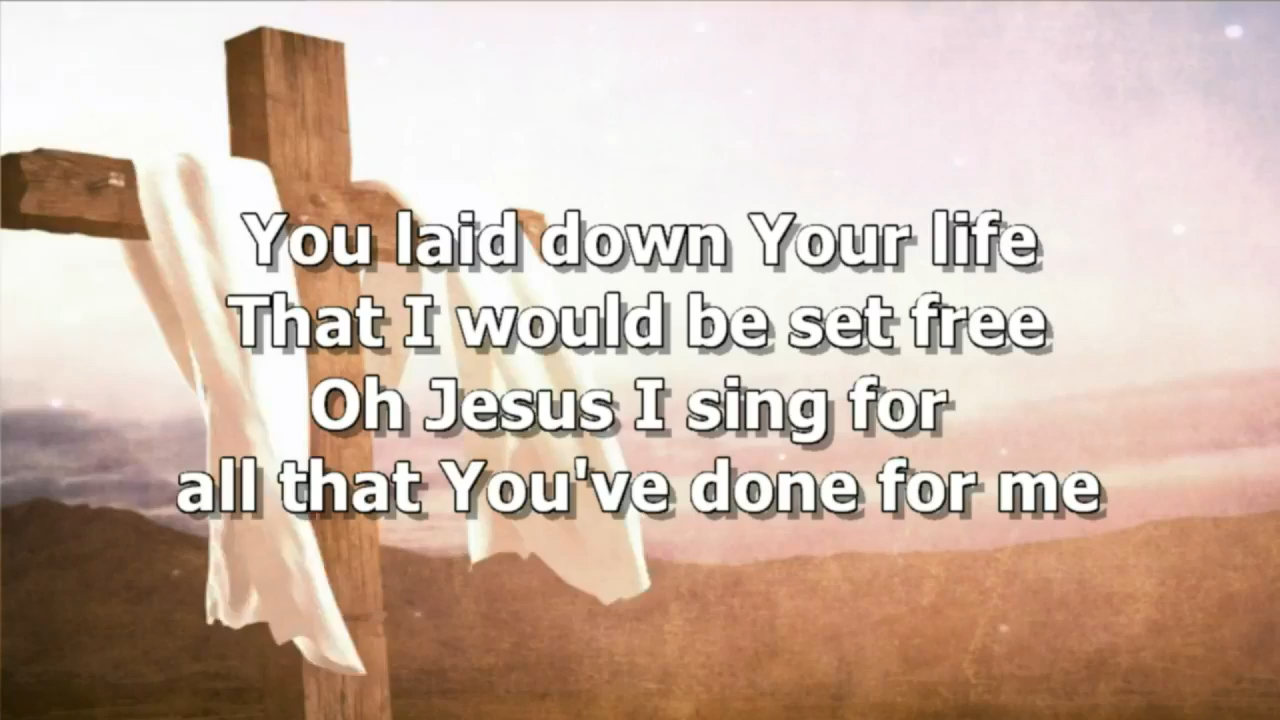 You laid down Your life
That I would be set free
Oh Jesus I sing for
all that You've done for me